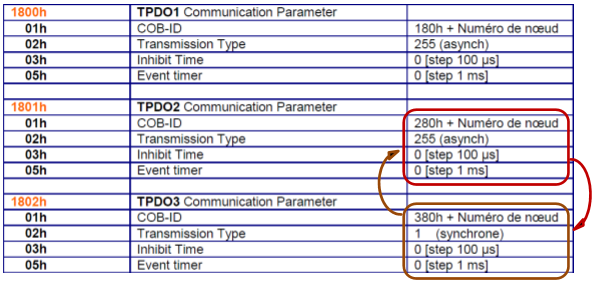 1800h TPDO1 Communication Parameter
01h COB-ID 180h + Numéro de nœud
02h Transmission Type 255 (asynch)
03h Inhibit Time 0 [step 100 µs]
05h Event timer 0 [step 1 ms]
1801h TPDO2 Communication Parameter
01h COB-ID 280h + Numéro de nœud
02h Transmission Type 255 (asynch)
03h Inhibit Time 0 [step 100 µs]
05h Event timer 0 [step 1 ms]
1802h TPDO3 Communication Parameter
01h COB-ID 380h + Numéro de nœud
02h Transmission Type 1 (synchrone)
03h Inhibit Time 0 [step 100 µs]
05h Event timer 0 [step 1 ms]